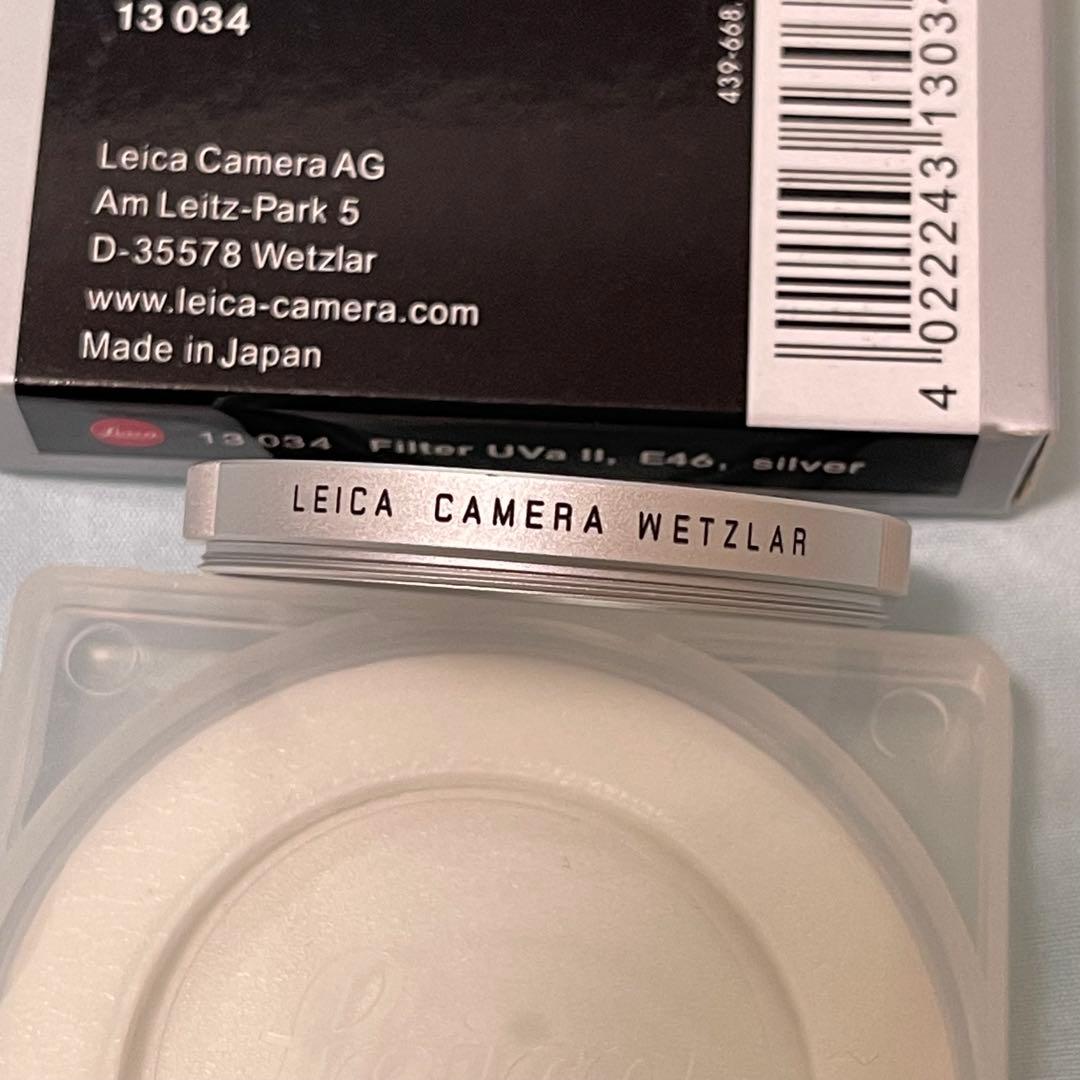 13 034
439-668.
Leica Camera AG
Am Leitz-Park 5
D-35578 Wetzlar
www.leica-camera.com
Made in Japan
4 022243 13034
Leica 13 034 Filter UVa II, E46, silver
LEICA CAMERA WETZLAR